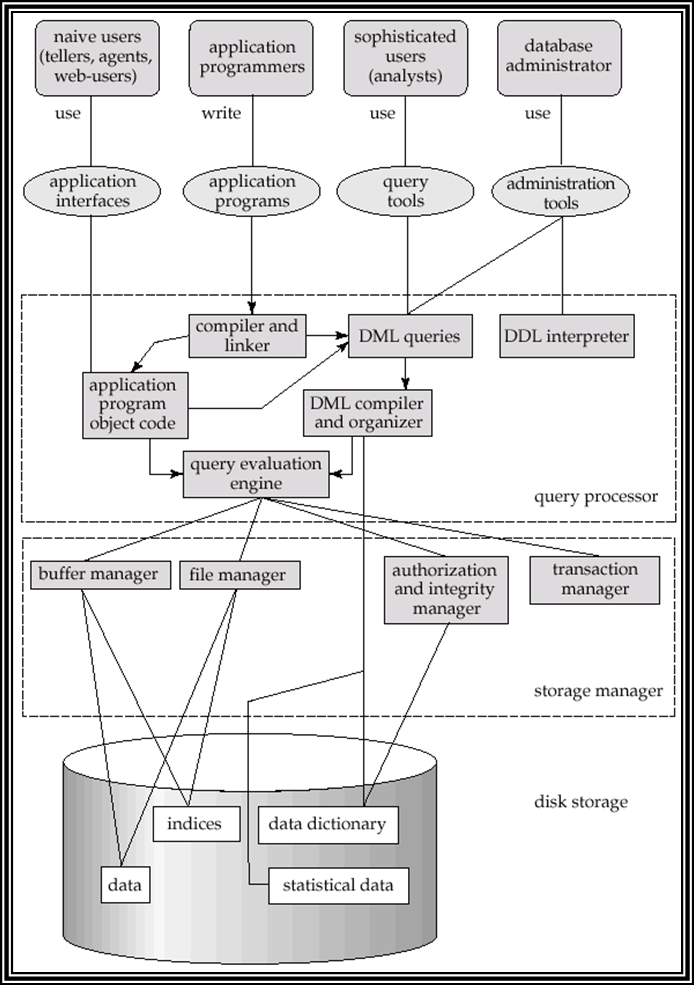 naive users
(tellers, agents,
web-users)
application
programmers
sophisticated
users
(analysts)
database
administrator
use
write
use
use
application
interfaces
application
programs
query
tools
administration
tools
compiler and
linker
DML queries
DDL interpreter
application
program
object code
DML compiler
and organizer
query evaluation
engine
query processor
buffer manager
file manager
authorization
and integrity
manager
transaction
manager
storage manager
disk storage
indices
data dictionary
data
statistical data